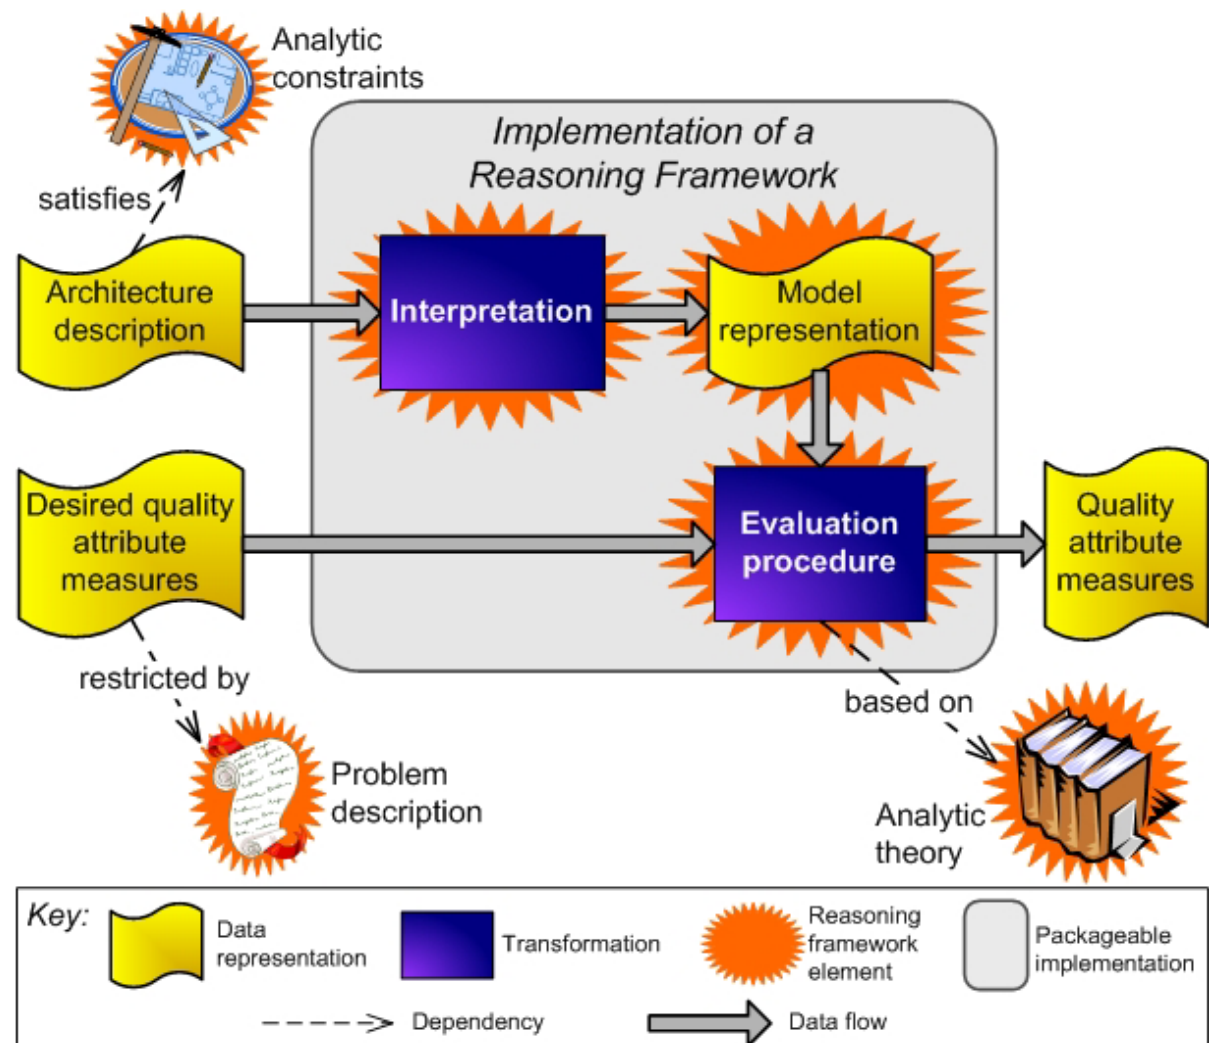 Analytic
constraints
Implementation of a
Reasoning Framework
satisfies
Architecture
description
Interpretation
Model
representation
Desired quality
attribute
measures
Evaluation
procedure
Quality
attribute
measures
restricted by
based on
Problem
description
Analytic
theory
Key:
Data
representation
Transformation
Reasoning
framework
element
Packageable
implementation
Dependency
Data flow